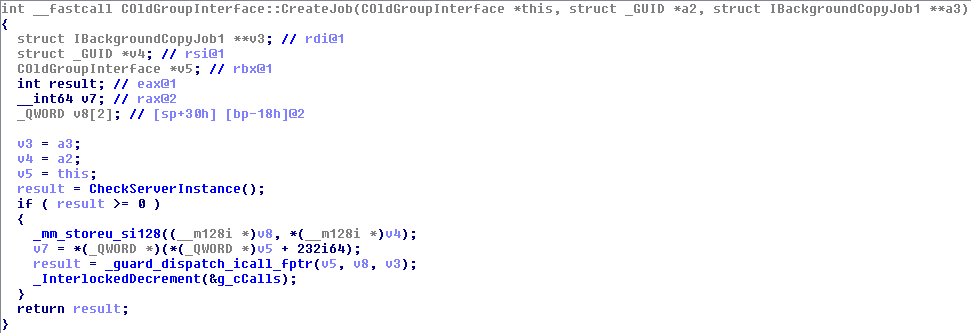 int __fastcall COldGroupInterface::CreateJob(COldGroupInterface *this, struct _GUID *a2, struct IBackgroundCopyJob1 **a3)
{
  struct IBackgroundCopyJob1 **v3; // rdi@1
  struct _GUID *v4; // rsi@1
  COldGroupInterface *v5; // rbx@1
  int result; // eax@1
  __int64 v7; // rax@2
  _QWORD v8[2]; // [sp+30h] [bp-18h]@2

  v3 = a3;
  v4 = a2;
  v5 = this;
  result = CheckServerInstance();
  if ( result >= 0 )
  {
    _mm_storeu_si128((__m128i *)v8, *(__m128i *)v4);
    v7 = *(_QWORD *)(*(_QWORD *)v5 + 232i64);
    result = _guard_dispatch_icall_fptr(v5, v8, v3);
    _InterlockedDecrement(&g_cCalls);
  }
  return result;
}